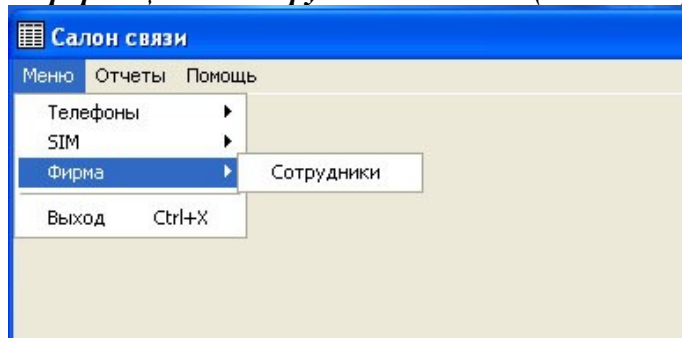 Салон связи
Меню Отчеты Помощь
Телефоны
SIM
Фирма Сотрудники
Выход Ctrl+X